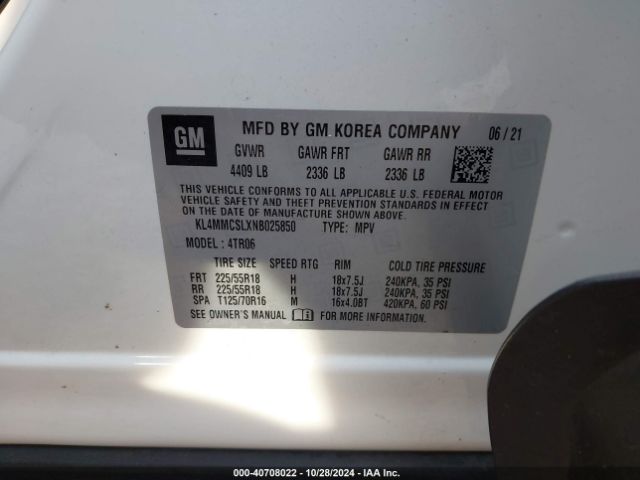 GM MFD BY GM KOREA COMPANY 06/21
GVWR GAWR FRT GAWR RR
4409 LB 2336 LB 2336 LB
THIS VEHICLE CONFORMS TO ALL APPLICABLE U.S. FEDERAL MOTOR
VEHICLE SAFETY AND THEFT PREVENTION STANDARDS IN EFFECT ON
THE DATE OF MANUFACTURE SHOWN ABOVE.
KL4MMCSLXNB025850 TYPE: MPV
MODEL: 4TR06
TIRE SIZE SPEED RTG RIM COLD TIRE PRESSURE
FRT 225/55R18 H 18x7.5J 240KPA, 35 PSI
RR 225/55R18 H 18x7.5J 240KPA, 35 PSI
SPA T125/70R16 M 16x4.0BT 420KPA, 60 PSI
SEE OWNER'S MANUAL FOR MORE INFORMATION
000-40708022 - 10/28/2024 - IAA Inc.